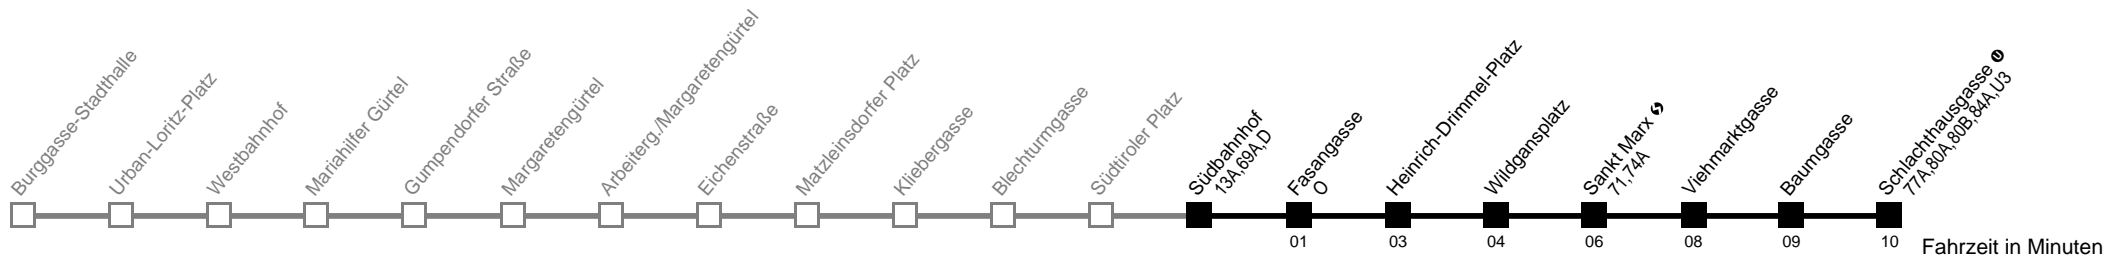 Burggasse-Stadthalle
Urban-Loritz-Platz
Westbahnhof
Mariahilfer Gürtel
Gumpendorfer Straße
Margaretengürtel
Arbeiterg./Margaretengürtel
Eichenstraße
Matzleinsdorfer Platz
Kliebergasse
Blechturmgasse
Südtiroler Platz
Südbahnhof
13A,69A,D
Fasangasse
O
Heinrich-Drimmel-Platz
Wildgansplatz
Sankt Marx S
71,74A
Viehmarktgasse
Baumgasse
Schlachthausgasse U
77A,80A,80B,84A,U3
01 03 04 06 08 09 10 Fahrzeit in Minuten